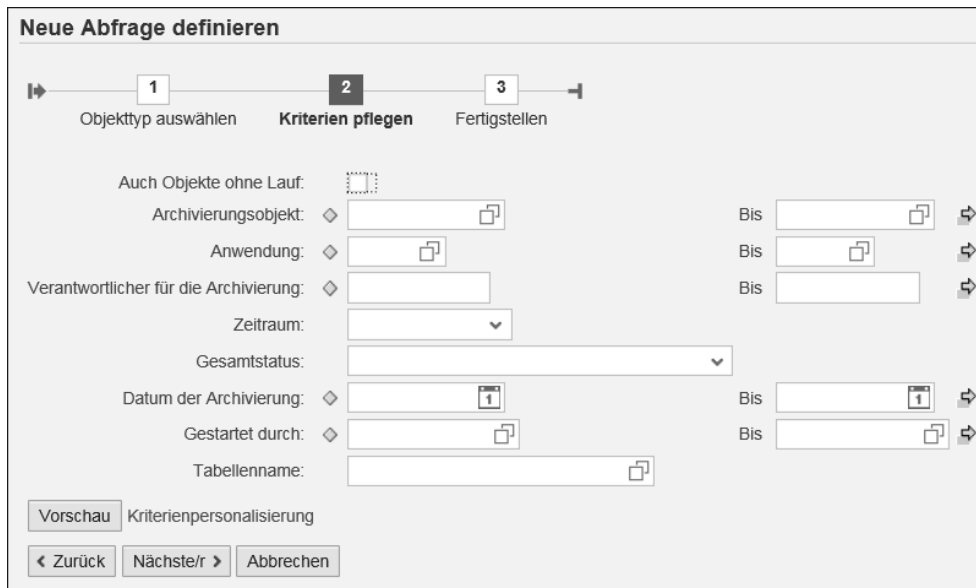 Neue Abfrage definieren
1 2 3
Objekttyp auswählen Kriterien pflegen Fertigstellen
Auch Objekte ohne Lauf:
Archivierungsobjekt: Bis
Anwendung: Bis
Verantwortlicher für die Archivierung: Bis
Zeitraum:
Gesamtstatus:
Datum der Archivierung: 1 Bis 1
Gestartet durch: Bis
Tabellenname:
Vorschau Kriterienpersonalisierung
Zurück Nächste/r Abbrechen